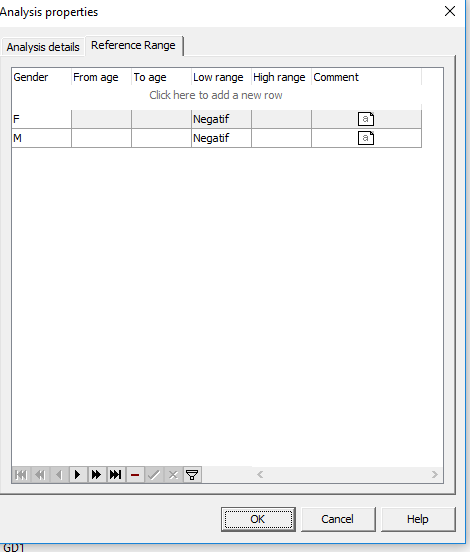 Analysis properties
Analysis details Reference Range
Gender From age To age Low range High range Comment
Click here to add a new row
F Negatif a
M Negatif a
OK Cancel Help
GD1